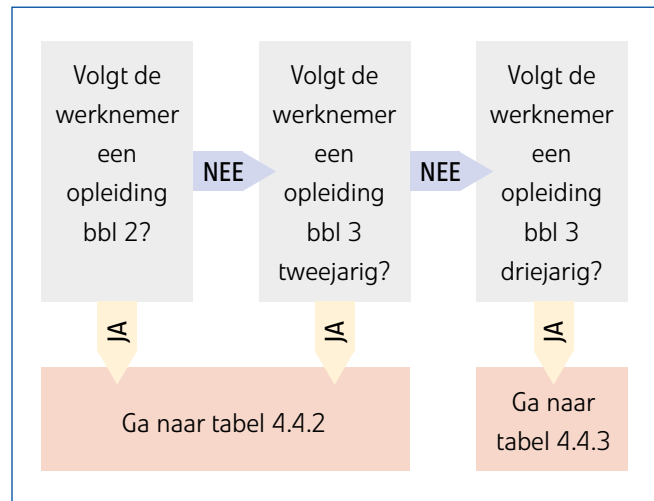 Volgt de
werknemer
een
opleiding
bbl 2?
NEE
Volgt de
werknemer
een
opleiding
bbl 3
tweejarig?
NEE
Volgt de
werknemer
een
opleiding
bbl 3
driejarig?
JA
JA
JA
Ga naar tabel 4.4.2
Ga naar
tabel 4.4.3